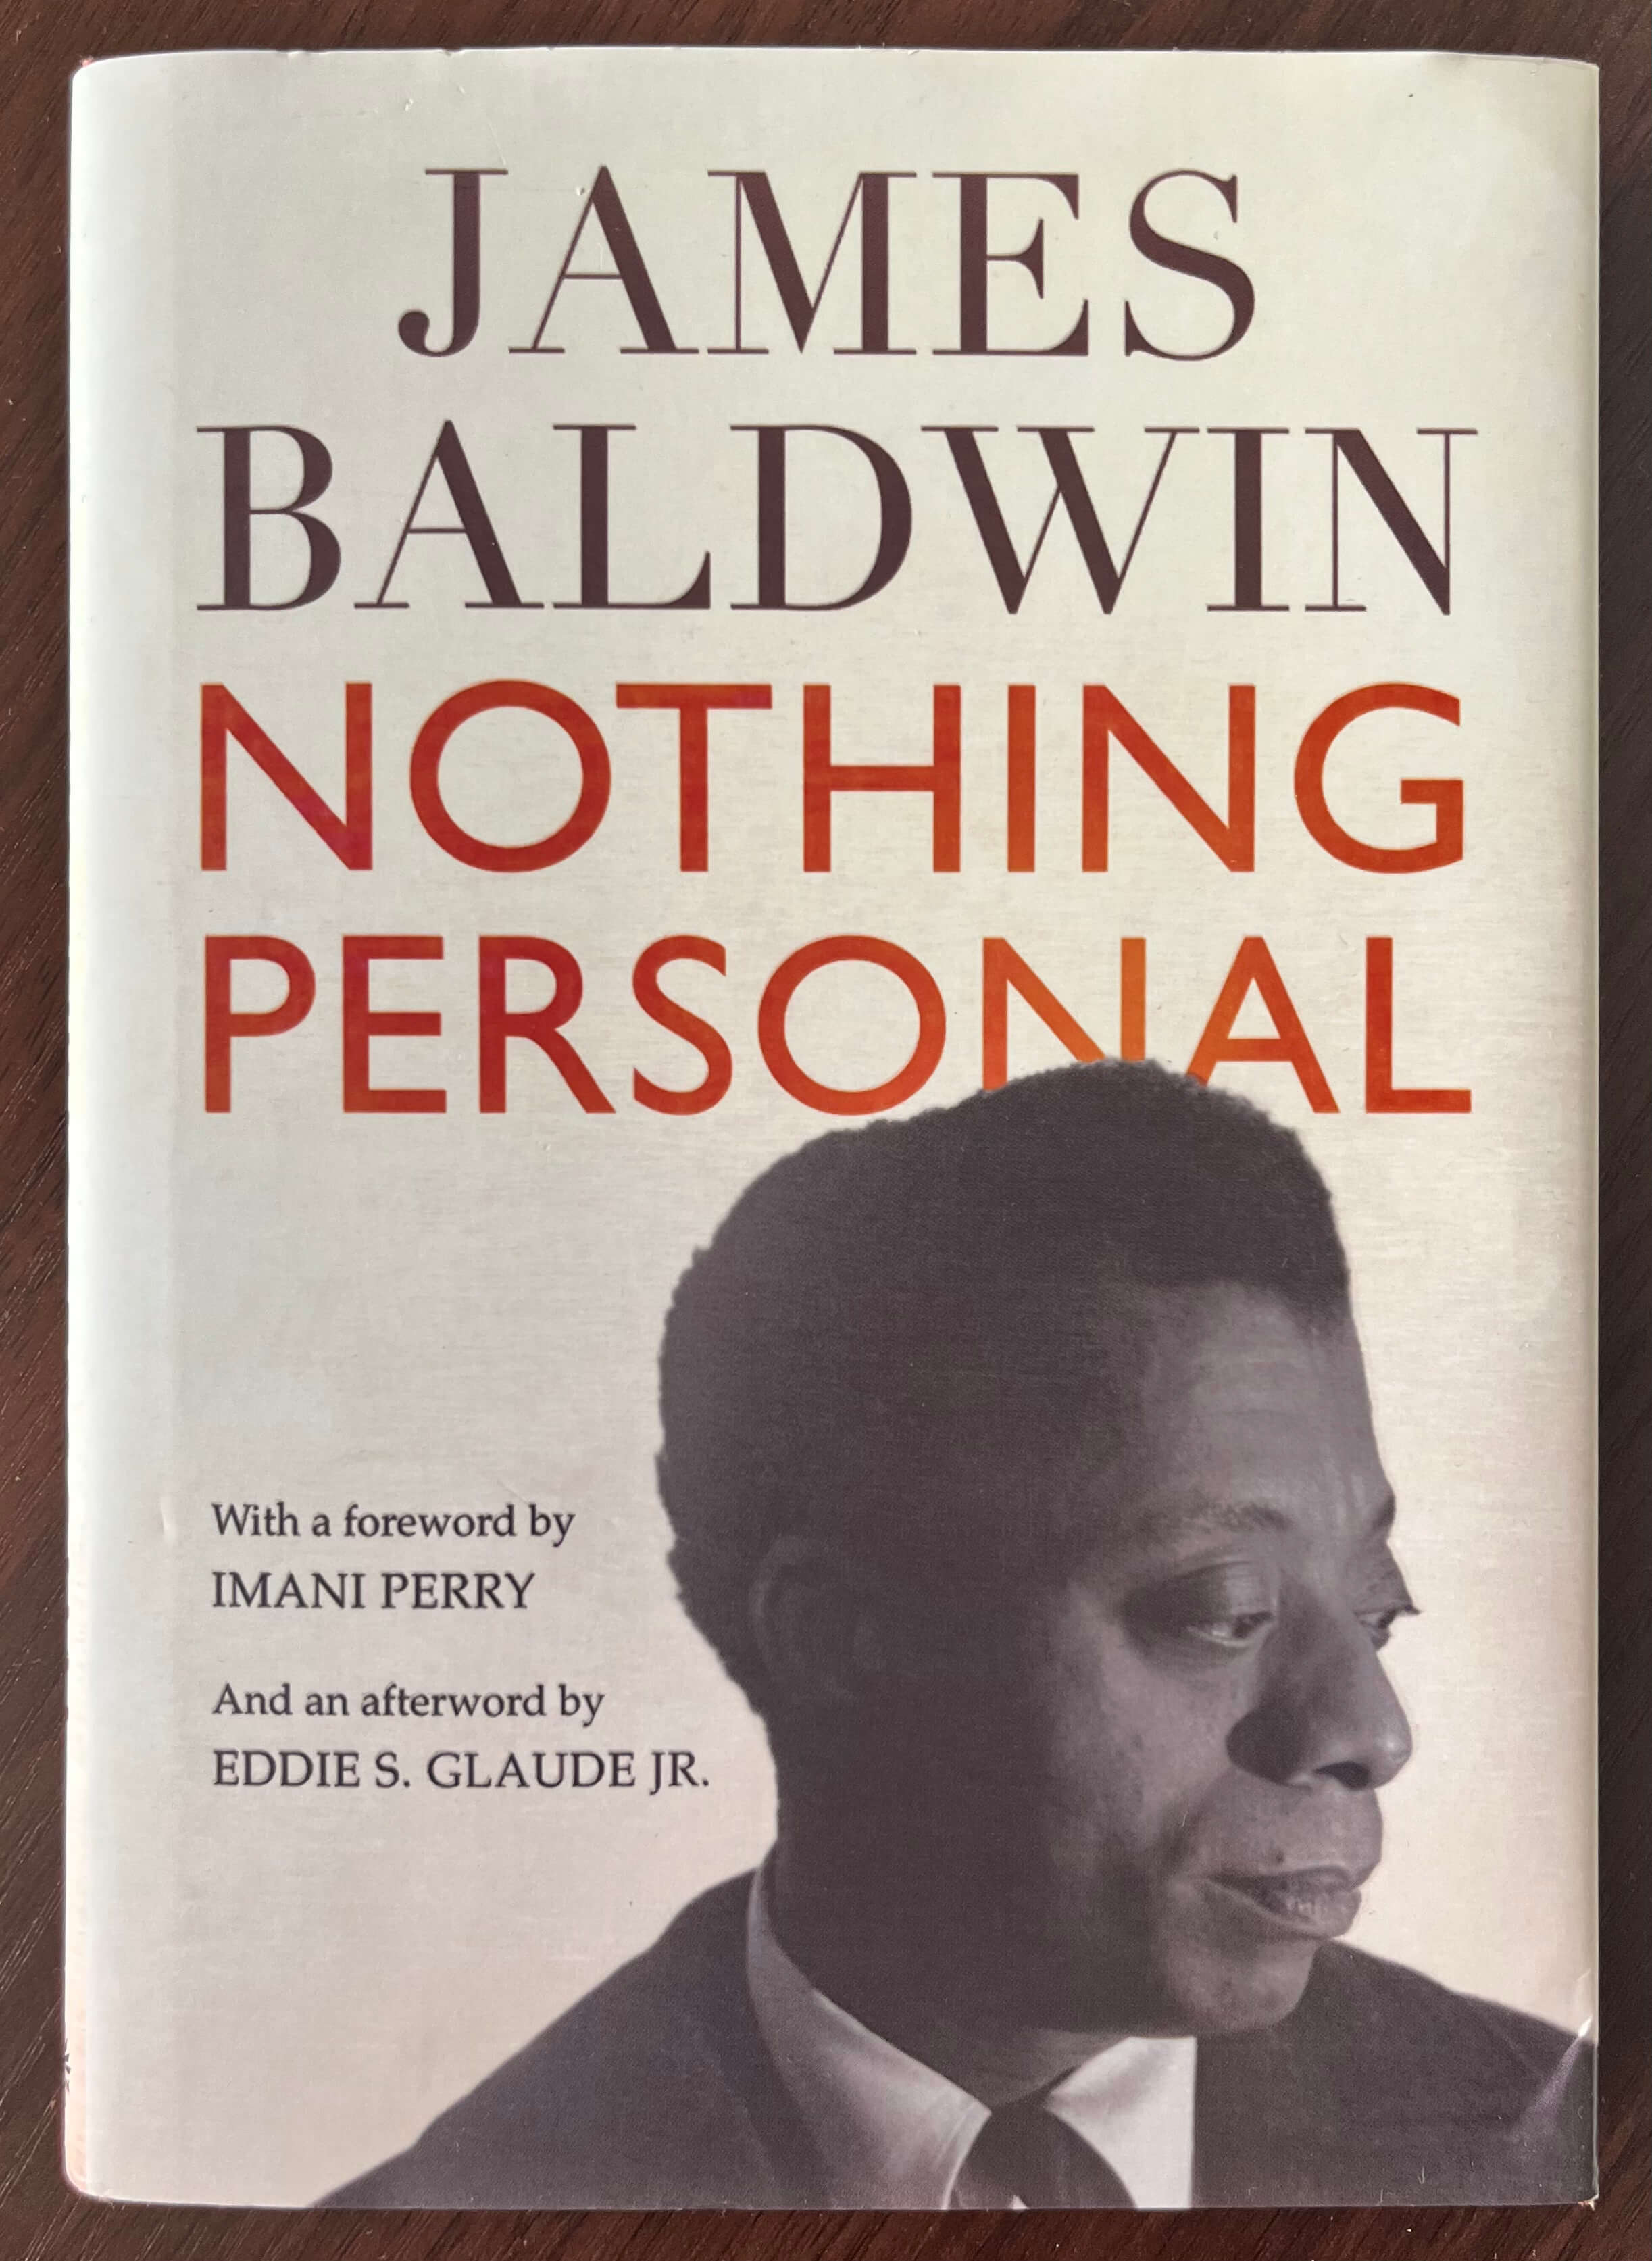 JAMES
BALDWIN
NOTHING
PERSONAL
With a foreword by
IMANI PERRY
And an afterword by
EDDIE S. GLAUDE JR.